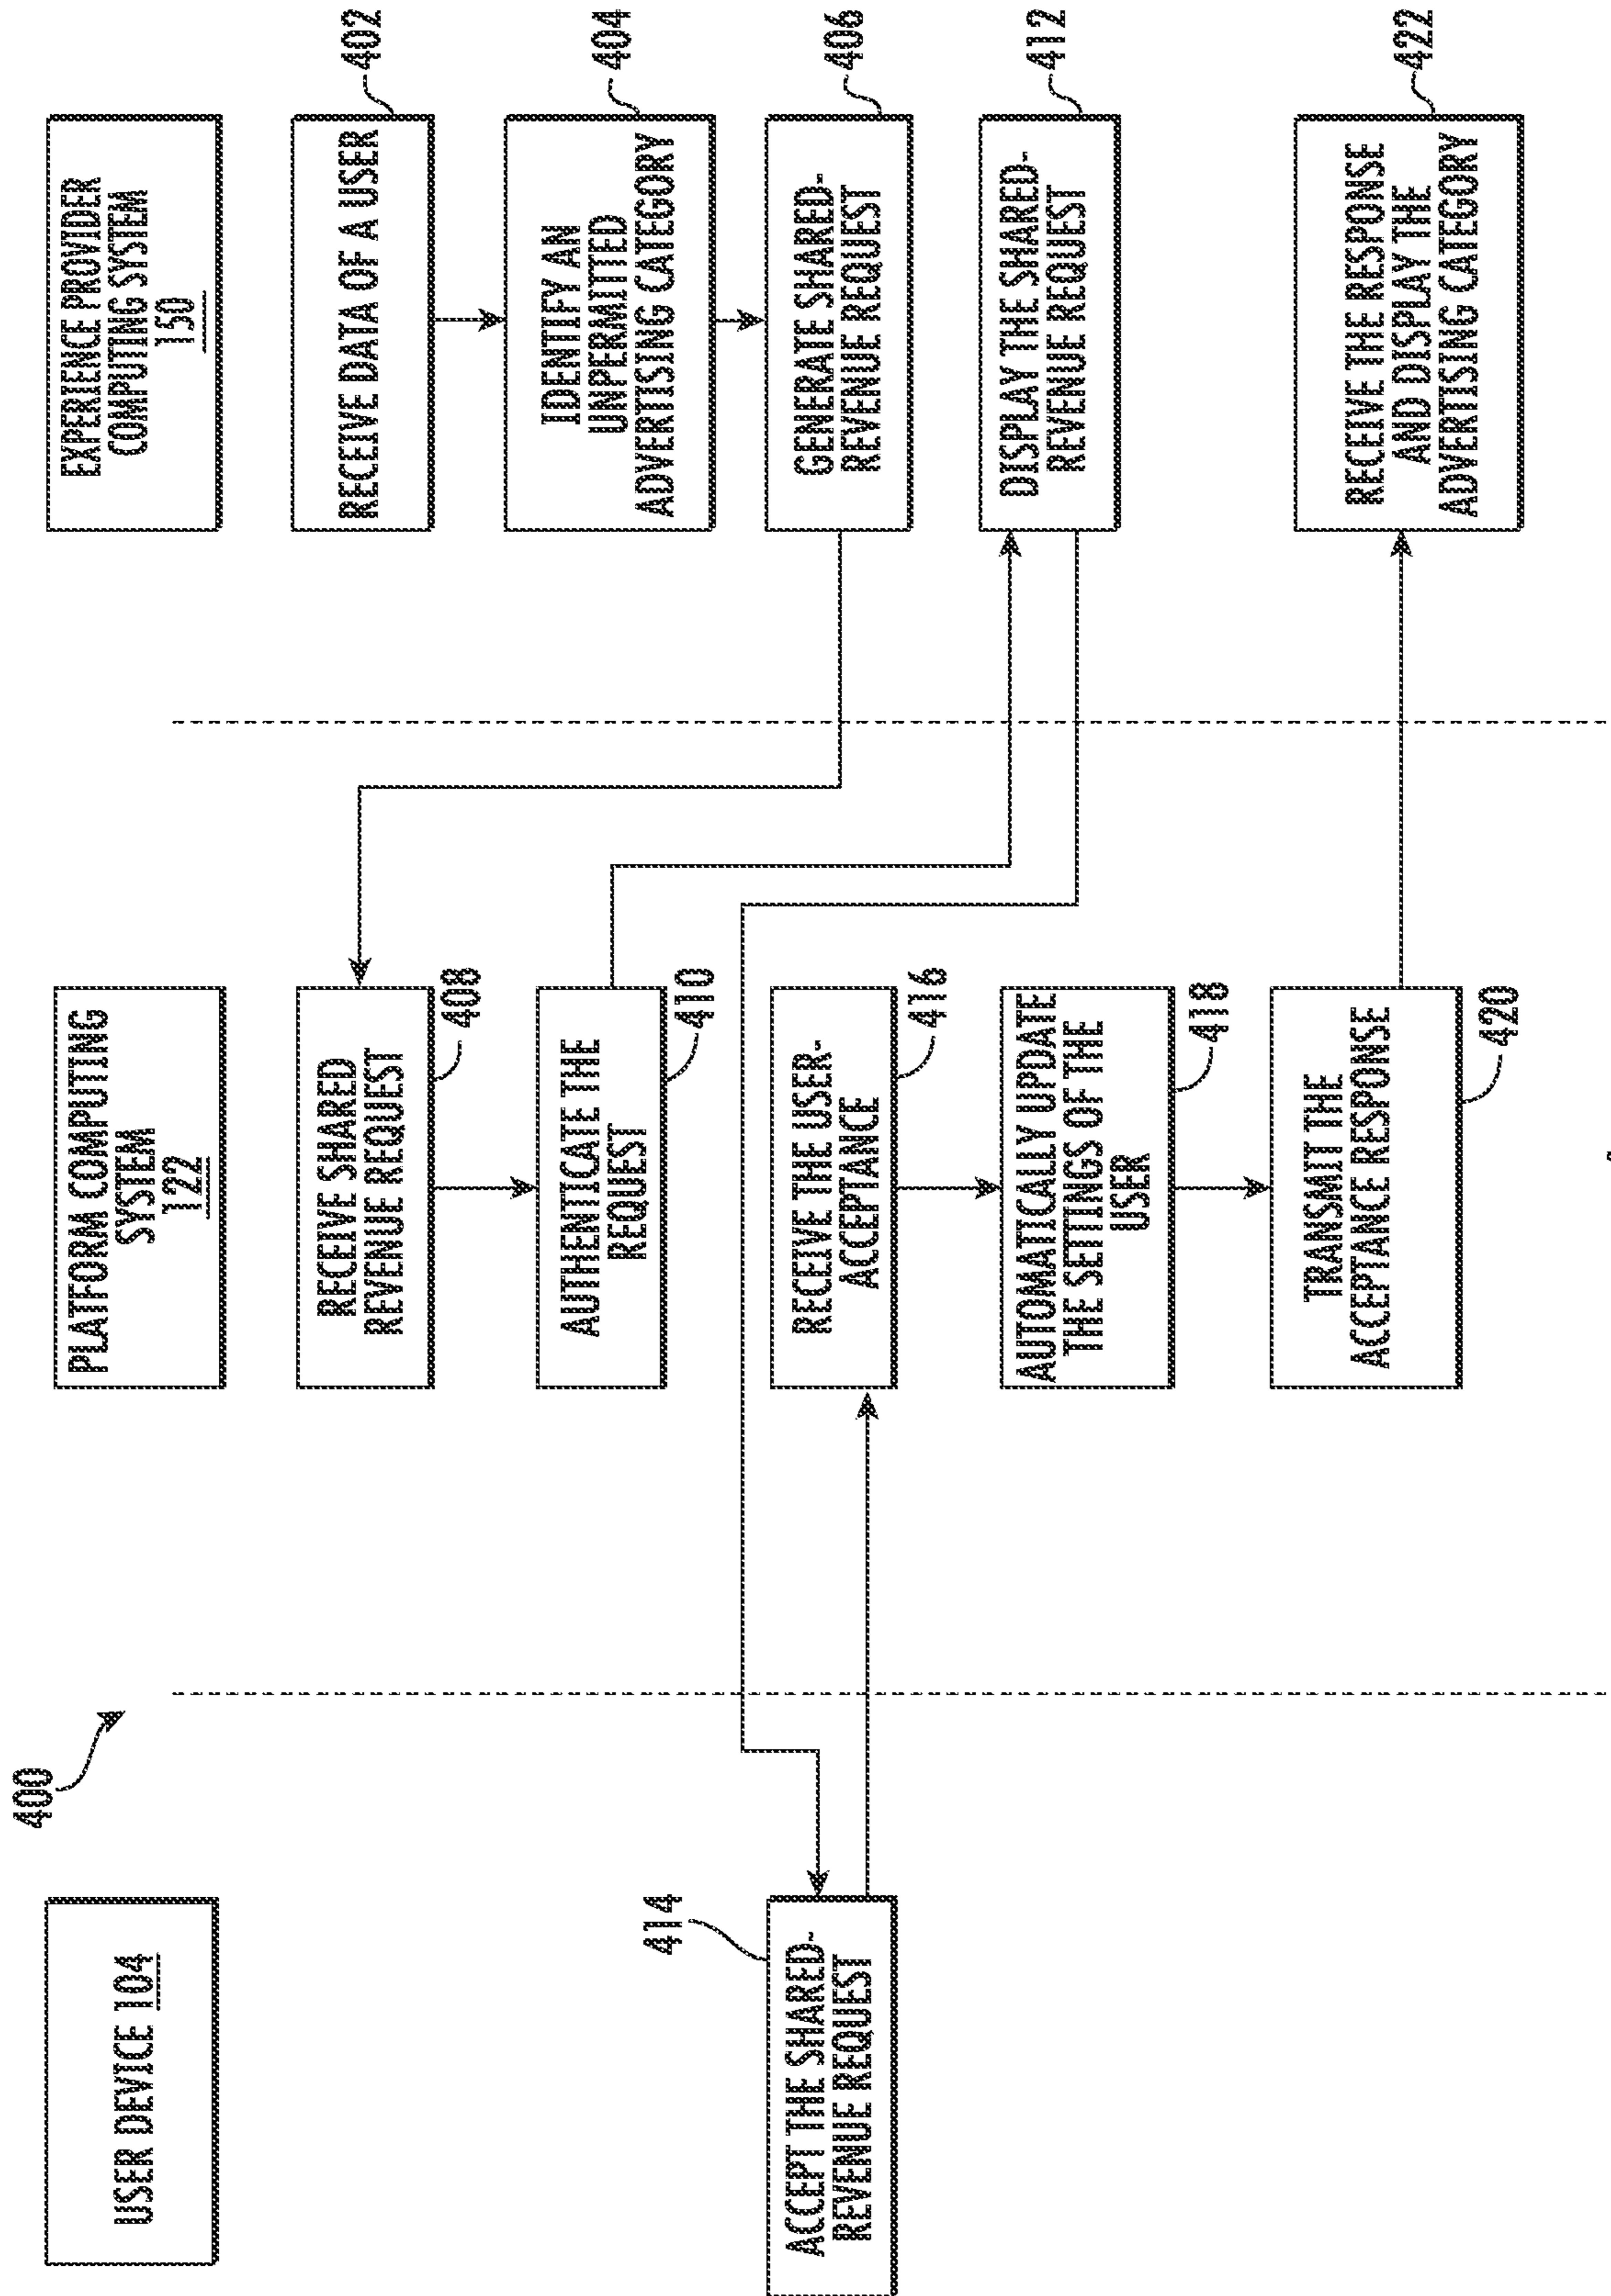 400
USER DEVICE 104
PLATFORM COMPUTING
SYSTEM
122
EXPERIENCE PROVIDER
COMPUTING SYSTEM
150
RECEIVE DATA OF A USER
402
IDENTIFY AN
UNPERMITTED
ADVERTISING CATEGORY
404
GENERATE SHARED-
REVENUE REQUEST
406
RECEIVE SHARED
REVENUE REQUEST
408
AUTHENTICATE THE
REQUEST
410
DISPLAY THE SHARED-
REVENUE REQUEST
412
414
ACCEPT THE SHARED-
REVENUE REQUEST
RECEIVE THE USER-
ACCEPTANCE
416
AUTOMATICALLY UPDATE
THE SETTINGS OF THE
USER
418
TRANSMIT THE
ACCEPTANCE RESPONSE
420
RECEIVE THE RESPONSE
AND DISPLAY THE
ADVERTISING CATEGORY
422